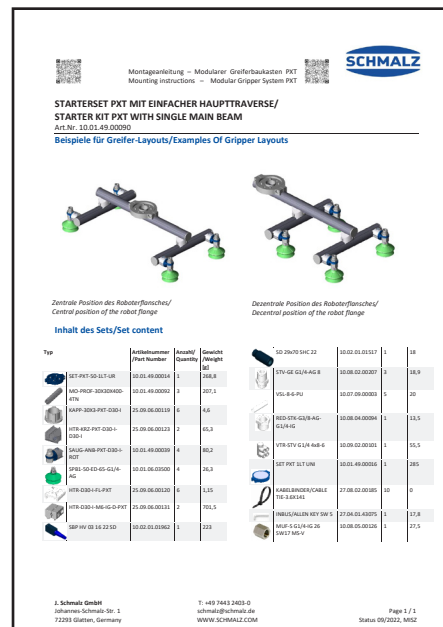 SCHMALZ
Montageanleitung – Modularer Greiferbaukasten PXT
Mounting instructions – Modular Gripper System PXT
STARTERSET PXT MIT EINFACHER HAUPTTRAVERSE/
STARTER KIT PXT WITH SINGLE MAIN BEAM
Art.Nr. 10.01.49.00090
Beispiele für Greifer-Layouts/Examples Of Gripper Layouts
Zentrale Position des Roboterflansches/
Central position of the robot flange
Dezentrale Position des Roboterflansches/
Decentral position of the robot flange
Inhalt des Sets/Set content
Typ Artikelnummer /Part Number Anzahl/ Quantity Gewicht /Weight [g]
SET-PXT-S0-1LT-UR 10.01.49.00014 1 268,8
MO-PROF-30X30X400-4TN 10.01.49.00092 3 207,1
KAPP-30X3-PXT-D30-I 25.09.06.00119 6 4,6
HTR-KRZ-PXT-D30-I-D30-I 25.09.06.00123 2 65,3
SAUG-ANB-PXT-D30-I-ROT 10.01.49.00039 4 80,2
SPB1-50-ED-65-G1/4-AG 10.01.06.03500 4 26,3
HTR-D30-I-FL-PXT 25.09.06.00120 6 1,15
HTR-D30-I-M6-IG-D-PXT 25.09.06.00131 2 701,5
SBP HV 03 16 22 SD 10.02.01.01962 1 223
SD 29x70 SHC 22 10.02.01.01517 1 18
STV-GE G1/4-AG 8 10.08.02.00207 3 18,9
VSL-8-6-PU 10.07.09.00003 5 20
RED-STK-G3/8-AG-G1/4-IG 10.08.04.00094 1 13,5
VTR-STV G1/4 4x8-6 10.09.02.00101 1 55,5
SET PXT 1LT UNI 10.01.49.00016 1 285
KABELBINDER/CABLE TIE-3.6X141 27.08.02.00185 10 0
INBUS/ALLEN KEY SW 5 27.04.01.43075 1 17,8
MUF-S G1/4-IG 26 SW17 MS-V 10.08.05.00126 1 27,5
J. Schmalz GmbH
Johannes-Schmalz-Str. 1
72293 Glatten, Germany
T: +49 7443 2403-0
schmalz@schmalz.de
WWW.SCHMALZ.COM
Page 1 / 1
Status 09/2022, MISZ